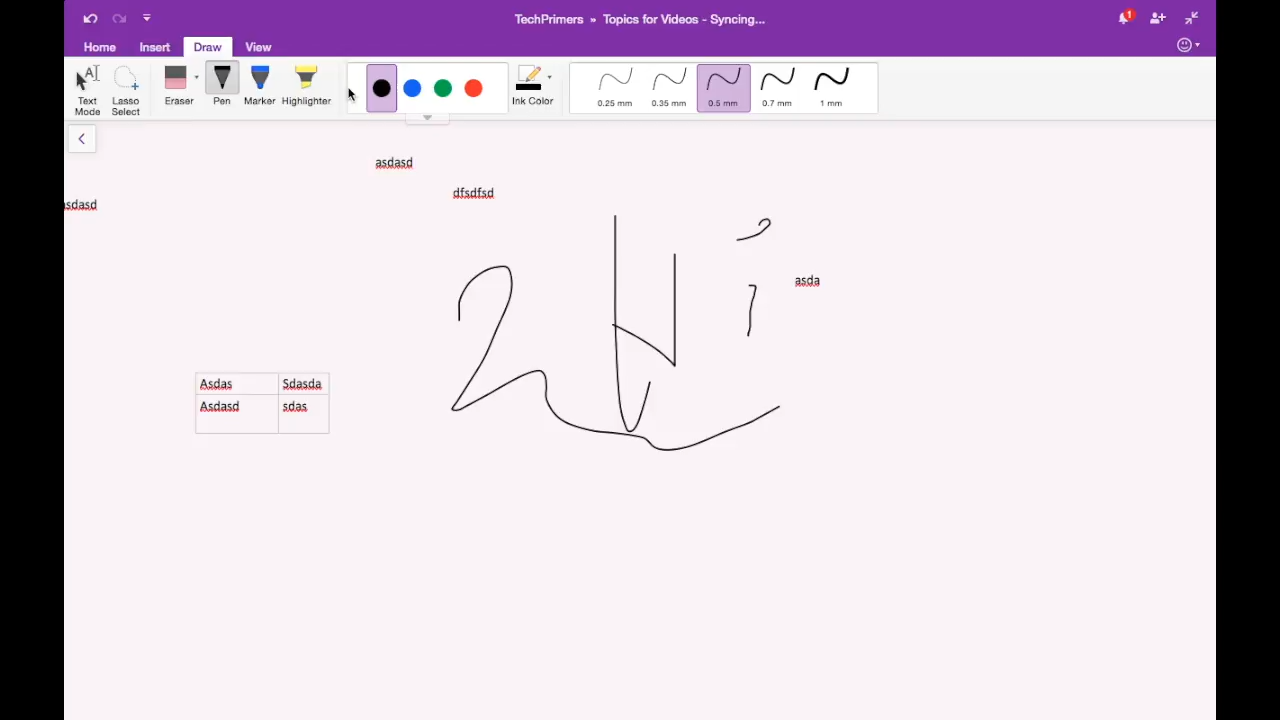 TechPrimers » Topics for Videos - Syncing...
1
Home Insert Draw View
Text Mode
Lasso Select
Eraser
Pen
Marker
Highlighter
Ink Color
0.25 mm
0.35 mm
0.5 mm
0.7 mm
1 mm
asdasd
dfsdfsd
asdasd
asda
Asdas Sdasda
Asdasd sdas